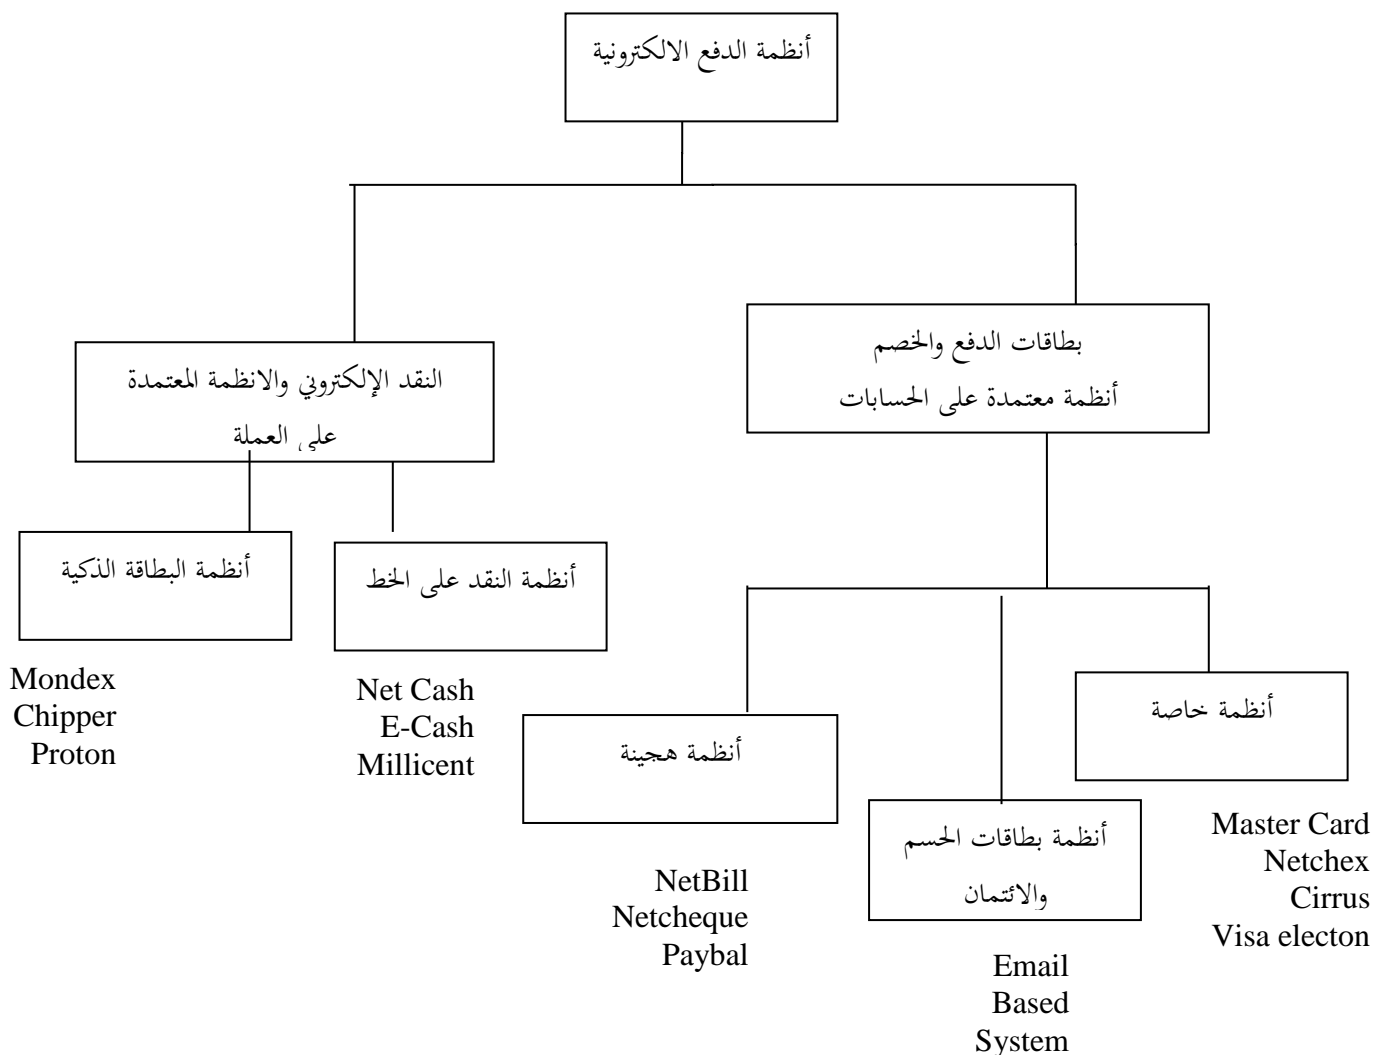 أنظمة الدفع الالكترونية
بطاقات الدفع والخصم
أنظمة معتمدة على الحسابات
النقد الإلكتروني والانظمة المعتمدة
على العملة
أنظمة البطاقة الذكية
أنظمة النقد على الخط
Mondex
Chipper
Proton
Net Cash
E-Cash
Millicent
أنظمة خاصة
أنظمة هجينة
أنظمة بطاقات الحسم
والائتمان
Master Card
Netchex
Cirrus
Visa electon
NetBill
Netcheque
Paybal
Email
Based
System